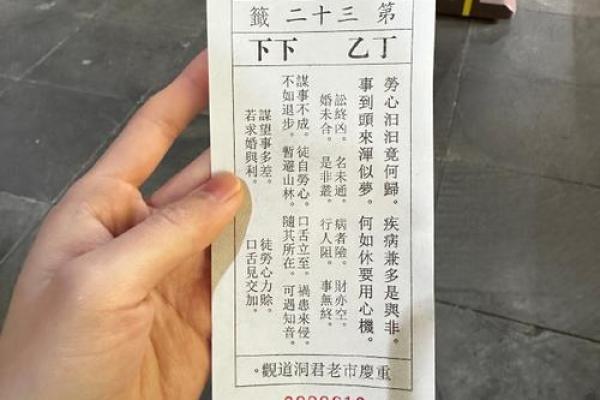 第三十二籤
丁乙 下下
勞心汩汩竟何歸。疾病兼多是與非。
事到頭來渾似夢。何如休要用心機。
訟終凶。名未通。病者險。財亦空。
婚未合。是非叢。行人阻。事無終。
謀事不成。徒自勞心。口舌立至。禍患來侵。
不如退步。暫避山林。隨其所在。可遇知音。
謀望事多差。徒勞心力賒。
若求婚與利。口舌見交加。
重慶市老君洞道觀。